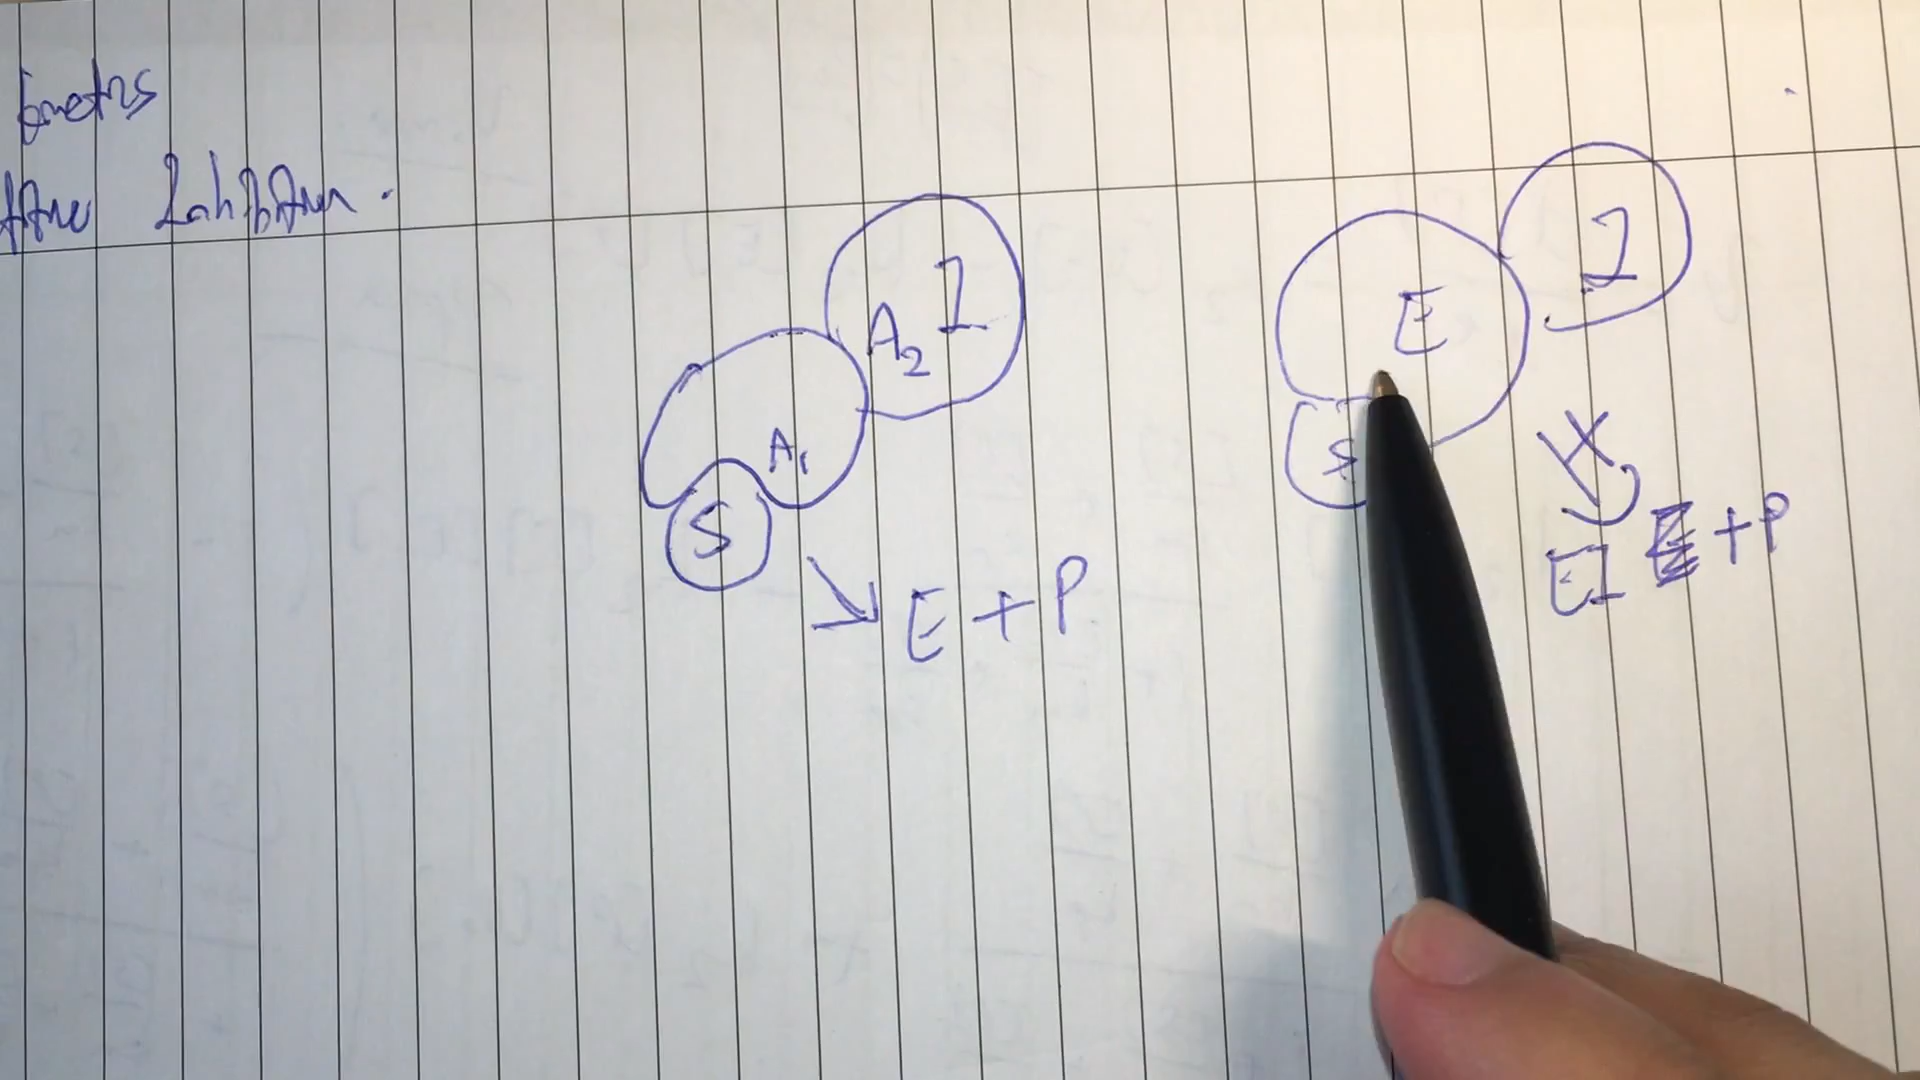 Inhibition.
A2 I
A1
S
E + P
E
I
S
EI + P